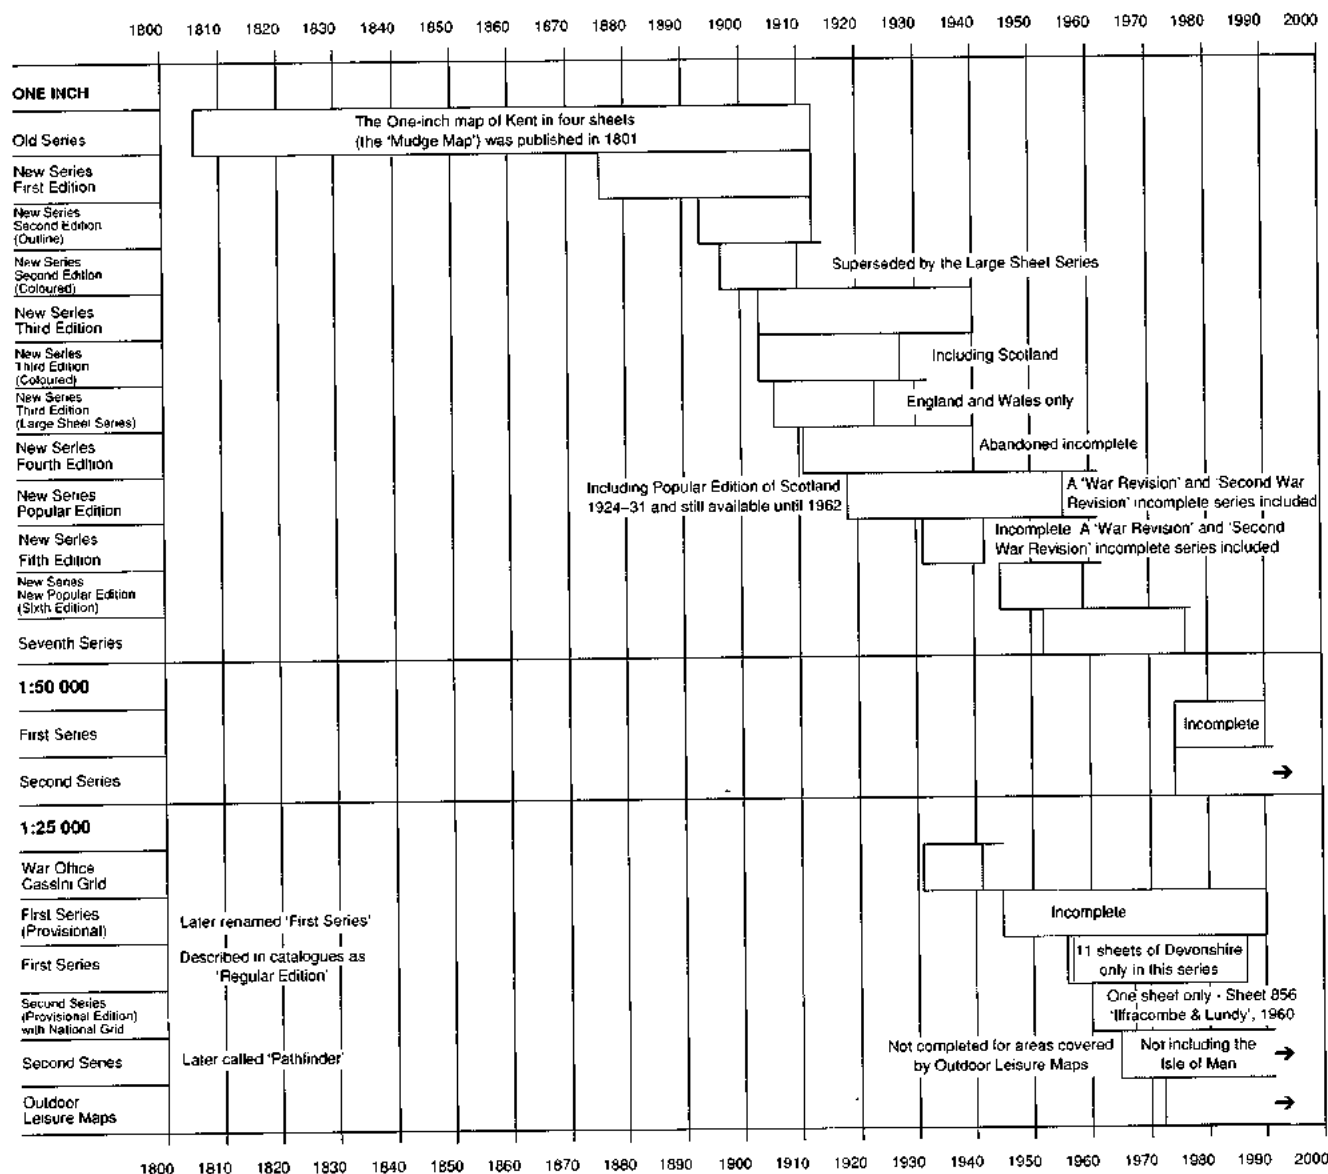 1800 1810 1820 1830 1840 1850 1860 1870 1880 1890 1900 1910 1920 1930 1940 1950 1960 1970 1980 1990 2000
ONE INCH
Old Series
The One-inch map of Kent in four sheets
(the 'Mudge Map') was published in 1801
New Series
First Edition
New Series
Second Edition
(Outline)
New Series
Second Edition
(Coloured)
Superseded by the Large Sheet Series
New Series
Third Edition
New Series
Third Edition
(Coloured)
Including Scotland
New Series
Third Edition
(Large Sheet Series)
England and Wales only
New Series
Fourth Edition
Abandoned incomplete
New Series
Popular Edition
Including Popular Edition of Scotland
1924–31 and still available until 1962
A 'War Revision' and 'Second War
Revision' incomplete series included
New Series
Fifth Edition
Incomplete A 'War Revision' and 'Second
War Revision' incomplete series included
New Series
New Popular Edition
(Sixth Edition)
Seventh Series
1:50 000
First Series
Incomplete
Second Series
→
1:25 000
War Office
Cassini Grid
First Series
(Provisional)
Later renamed 'First Series'
Incomplete
First Series
Described in catalogues as
'Regular Edition'
11 sheets of Devonshire
only in this series
Second Series
(Provisional Edition)
with National Grid
One sheet only - Sheet 856
'Ilfracombe & Lundy', 1960
Second Series
Later called 'Pathfinder'
Not completed for areas covered
by Outdoor Leisure Maps
Not including the
Isle of Man
→
Outdoor
Leisure Maps
→
1800 1810 1820 1830 1840 1850 1860 1870 1880 1890 1900 1910 1920 1930 1940 1950 1960 1970 1980 1990 2000